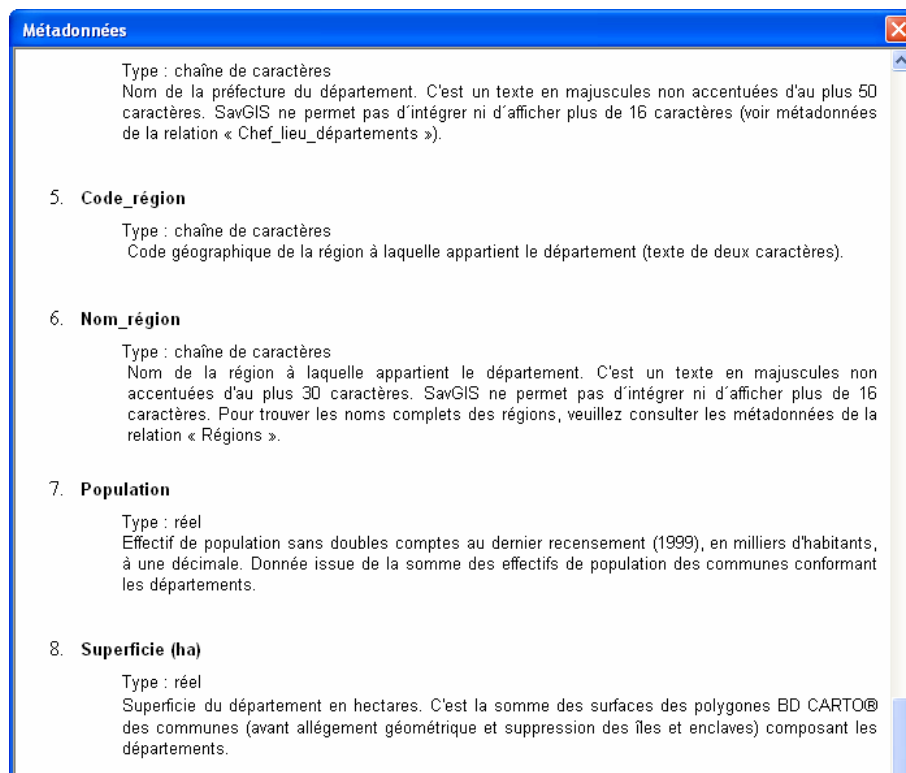 Métadonnées
Type : chaîne de caractères
Nom de la préfecture du département. C'est un texte en majuscules non accentuées d'au plus 50
caractères. SavGIS ne permet pas d´intégrer ni d´afficher plus de 16 caractères (voir métadonnées
de la relation « Chef_lieu_départements »).
5. Code_région
Type : chaîne de caractères
Code géographique de la région à laquelle appartient le département (texte de deux caractères).
6. Nom_région
Type : chaîne de caractères
Nom de la région à laquelle appartient le département. C'est un texte en majuscules non
accentuées d'au plus 30 caractères. SavGIS ne permet pas d´intégrer ni d´afficher plus de 16
caractères. Pour trouver les noms complets des régions, veuillez consulter les métadonnées de la
relation « Régions ».
7. Population
Type : réel
Effectif de population sans doubles comptes au dernier recensement (1999), en milliers d'habitants,
à une décimale. Donnée issue de la somme des effectifs de population des communes conformant
les départements.
8. Superficie (ha)
Type : réel
Superficie du département en hectares. C'est la somme des surfaces des polygones BD CARTO®
des communes (avant allégement géométrique et suppression des îles et enclaves) composant les
départements.